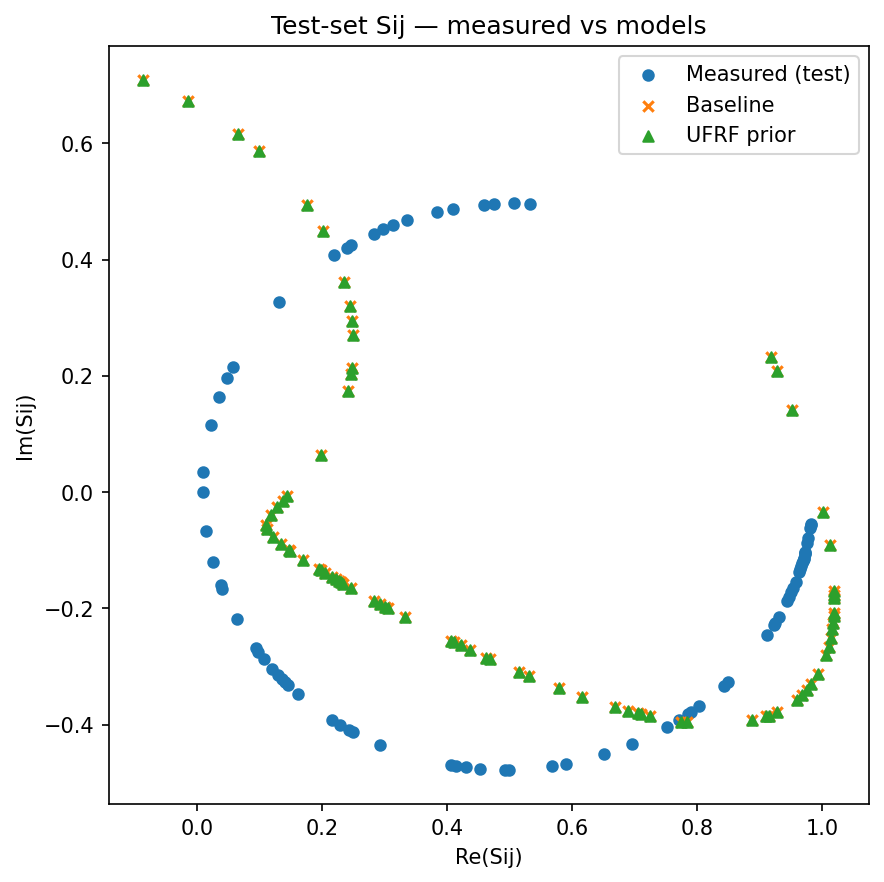 Test-set Sij — measured vs models
Measured (test)
Baseline
UFRF prior
Im(Sij)
0.6
0.4
0.2
0.0
−0.2
−0.4
0.0 0.2 0.4 0.6 0.8 1.0
Re(Sij)